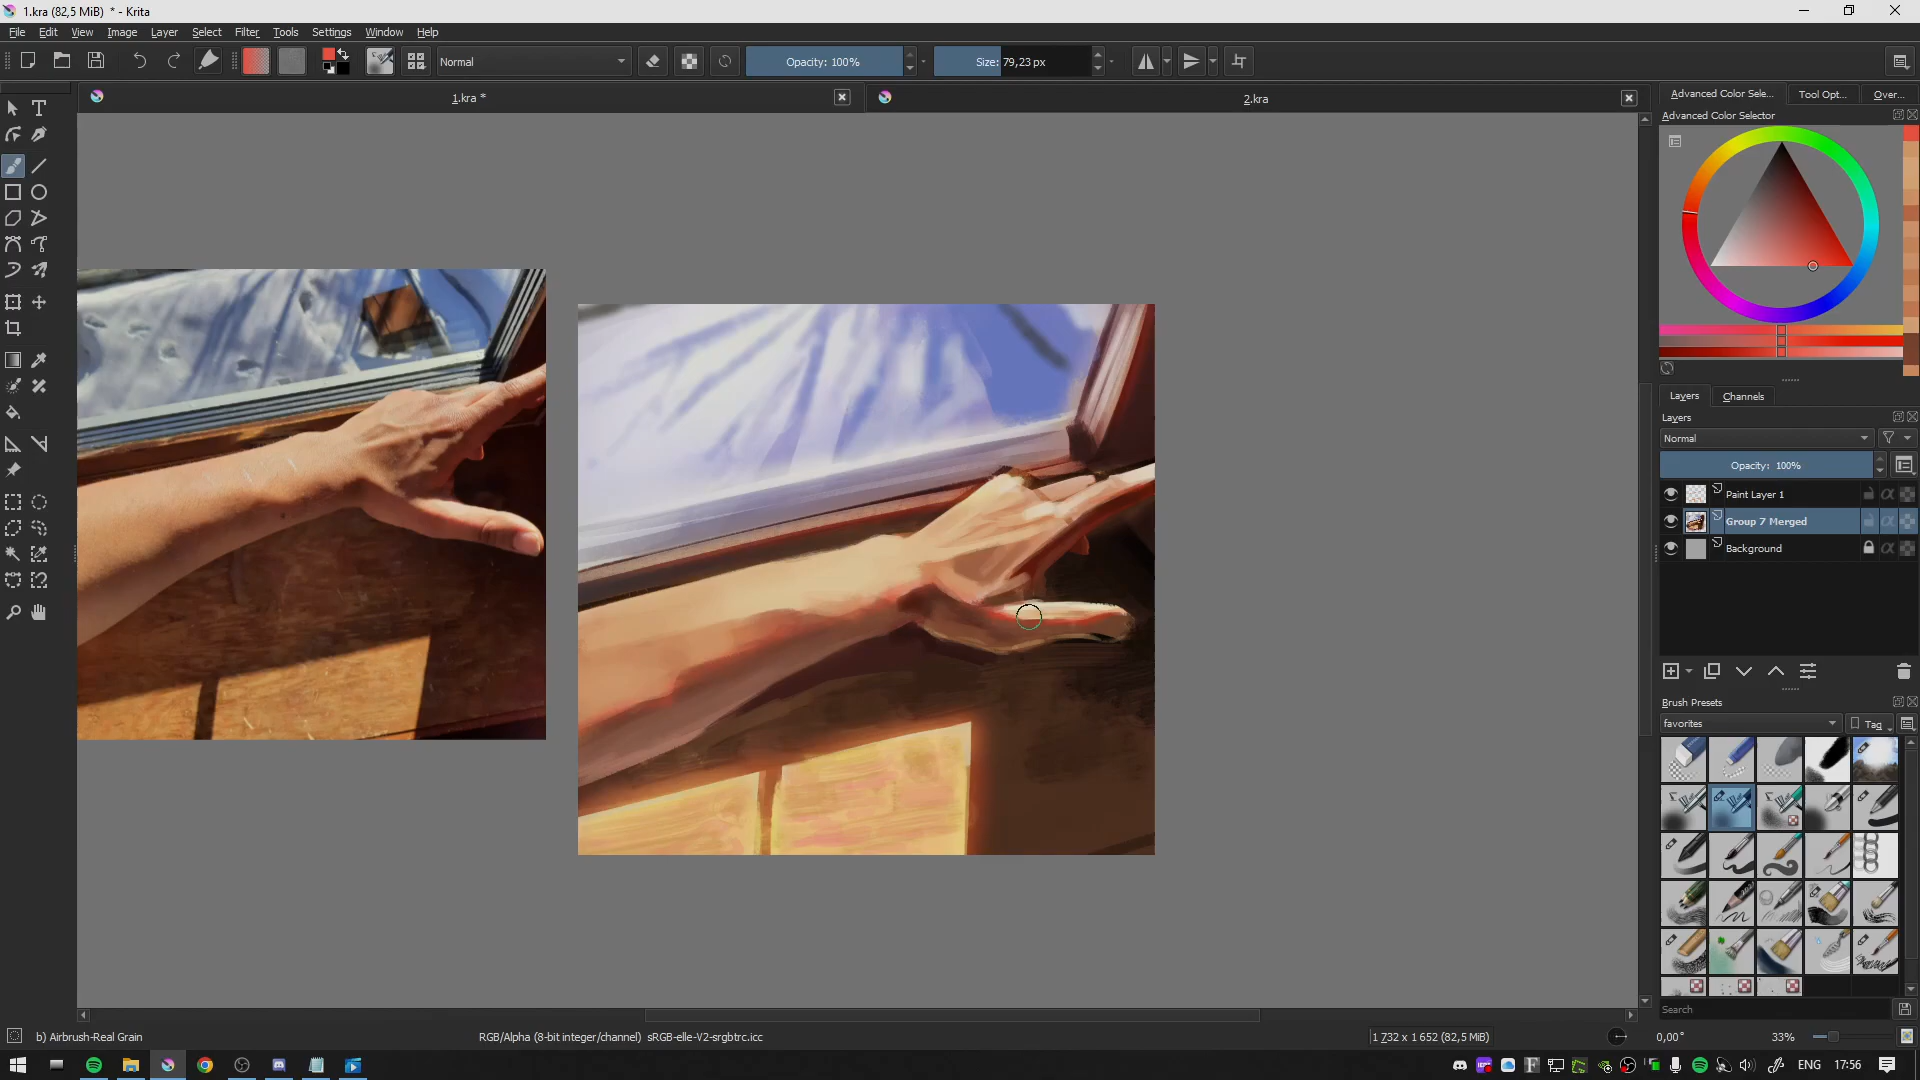 1.kra (82,5 MiB) * - Krita
File Edit View Image Layer Select Filter Tools Settings Window Help
Normal
Opacity: 100%
Size: 79,23 px
1.kra *
2.kra
Advanced Color Sele...
Tool Opt...
Over...
Advanced Color Selector
Layers
Channels
Layers
Normal
Opacity: 100%
Paint Layer 1
Group 7 Merged
Background
Brush Presets
favorites
Tag
Search
b) Airbrush-Real Grain
RGB/Alpha (8-bit integer/channel) sRGB-elle-V2-srgbtrc.icc
1 732 x 1 652 (82,5 MiB)
0,00°
33%
ENG
17:56